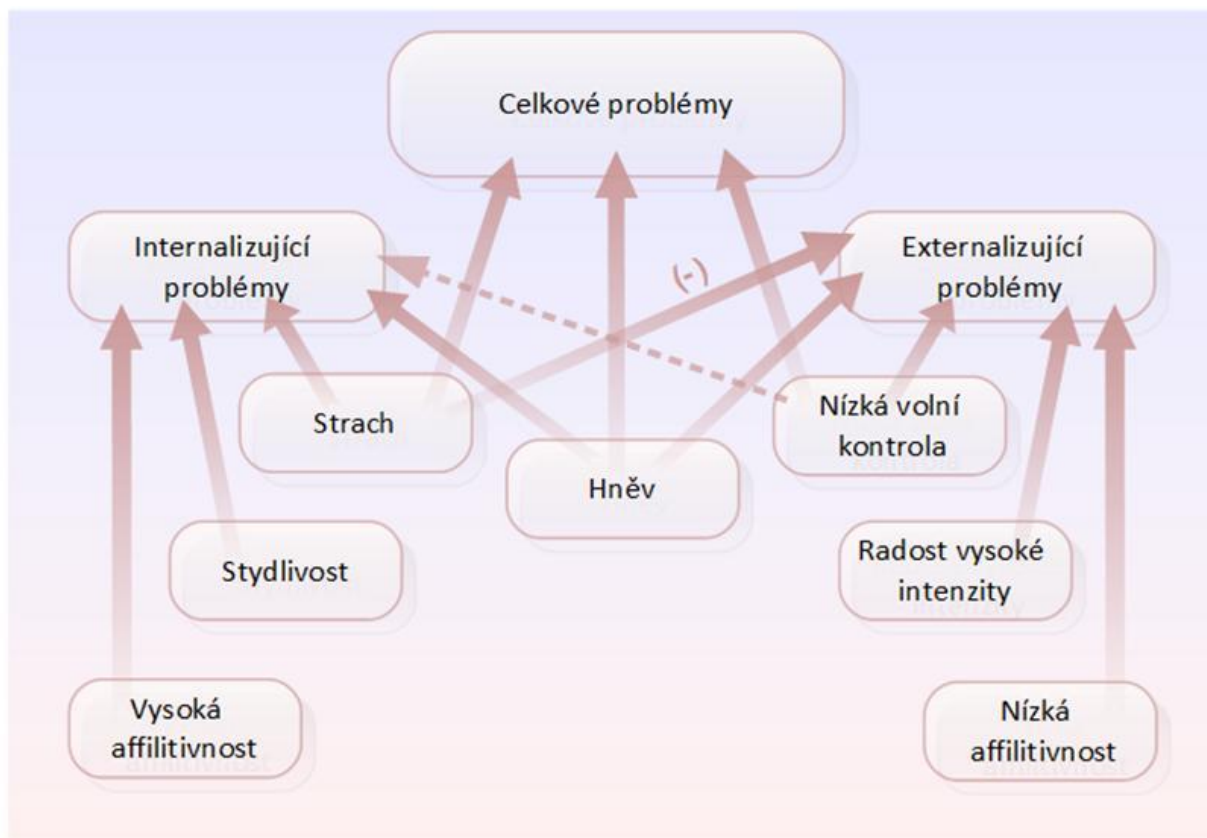 Celkové problémy
Internalizující
problémy
(-)
Externalizující
problémy
Strach
Nízká volní
kontrola
Hněv
Stydlivost
Radost vysoké
intenzity
Vysoká
affilitivnost
Nízká
affilitivnost